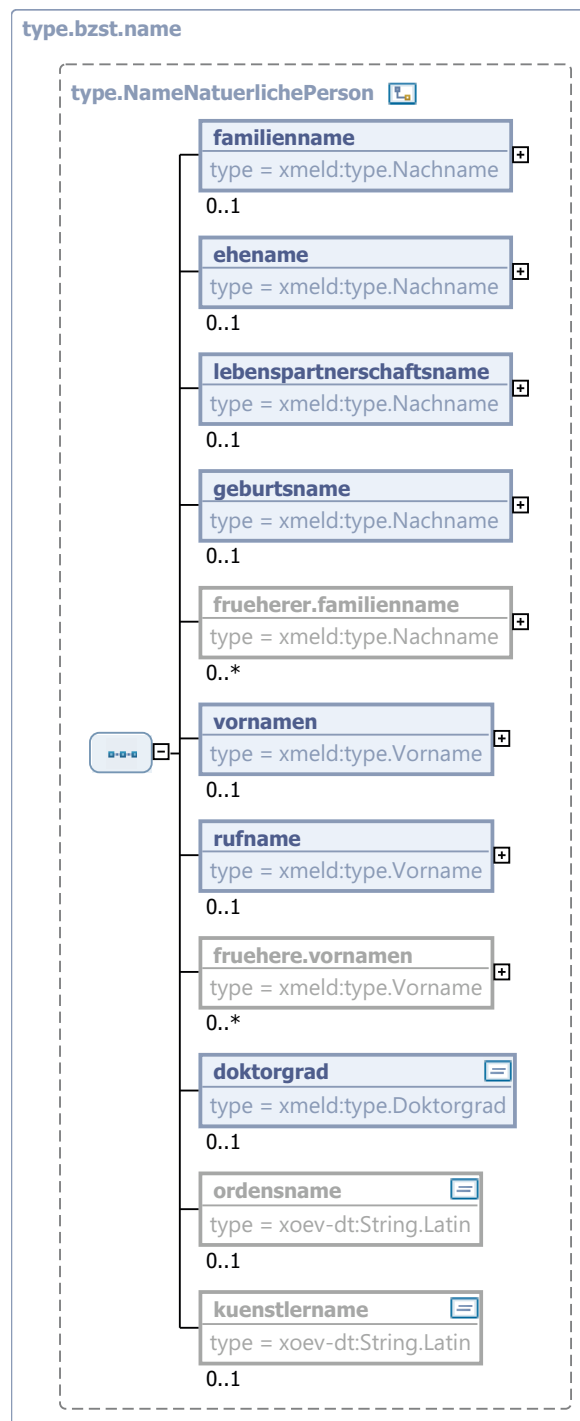 type.bzst.name
type.NameNatuerlichePerson
familienname
type = xmeld:type.Nachname
0..1
ehename
type = xmeld:type.Nachname
0..1
lebenspartnerschaftsname
type = xmeld:type.Nachname
0..1
geburtsname
type = xmeld:type.Nachname
0..1
frueherer.familienname
type = xmeld:type.Nachname
0..*
vornamen
type = xmeld:type.Vorname
0..1
rufname
type = xmeld:type.Vorname
0..1
fruehere.vornamen
type = xmeld:type.Vorname
0..*
doktorgrad
type = xmeld:type.Doktorgrad
0..1
ordensname
type = xoev-dt:String.Latin
0..1
kuenstlername
type = xoev-dt:String.Latin
0..1